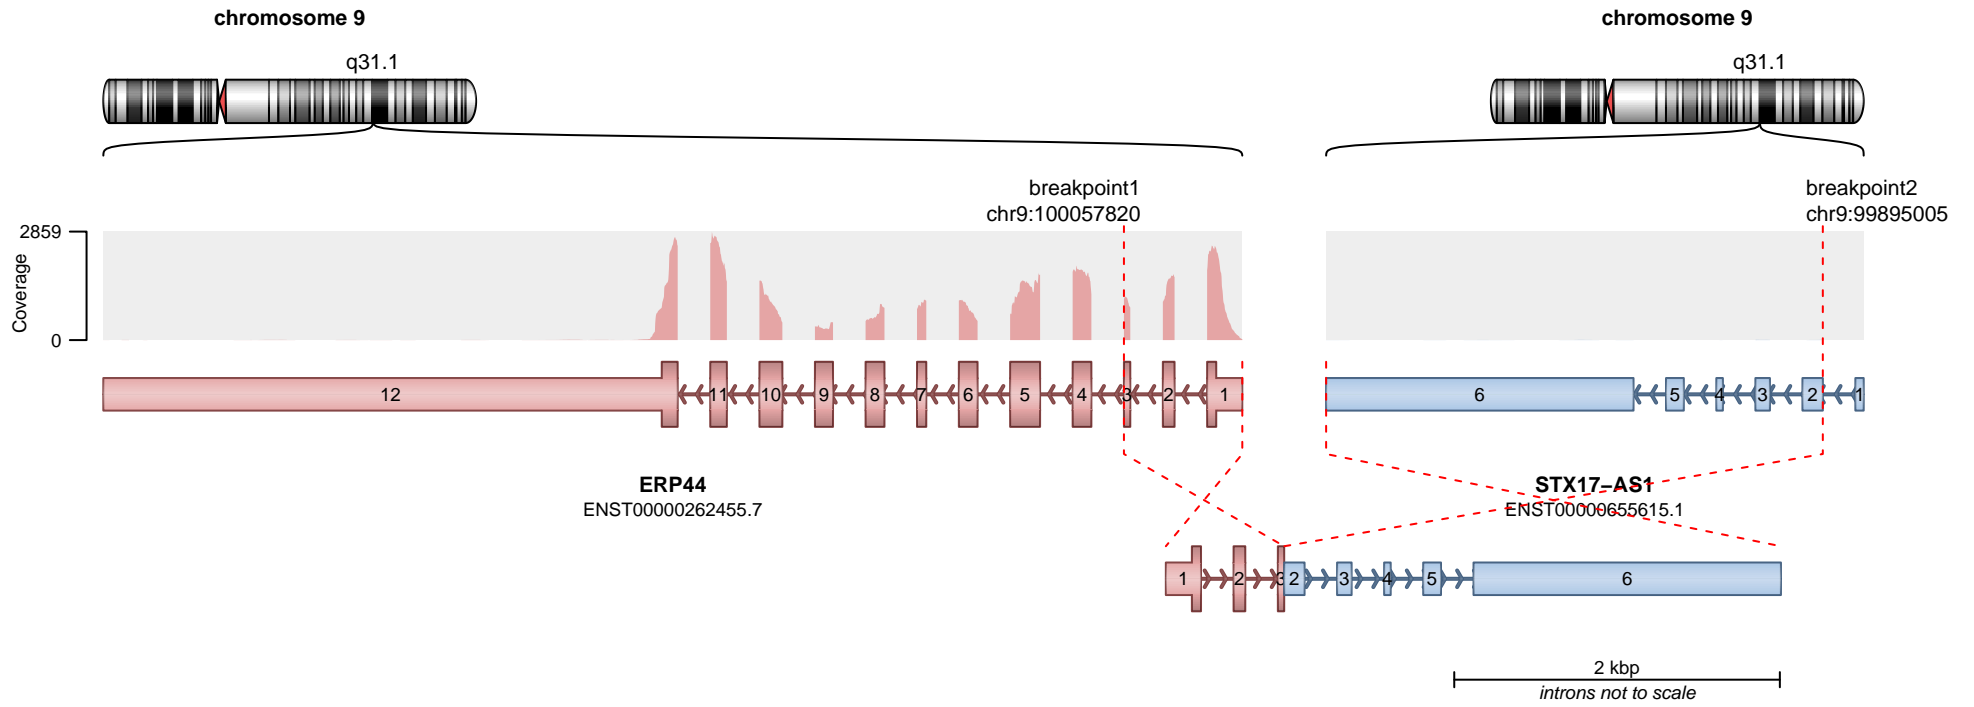 chromosome 9
chromosome 9
q31.1
q31.1
breakpoint1
chr9:100057820
breakpoint2
chr9:99895005
2859
Coverage
0
12
11
10
9
8
7
6
5
4
3
2
1
6
5
4
3
2
1
ERP44
ENST00000262455.7
STX17−AS1
ENST00000655615.1
1
2
3
2
3
4
5
6
2 kbp
introns not to scale